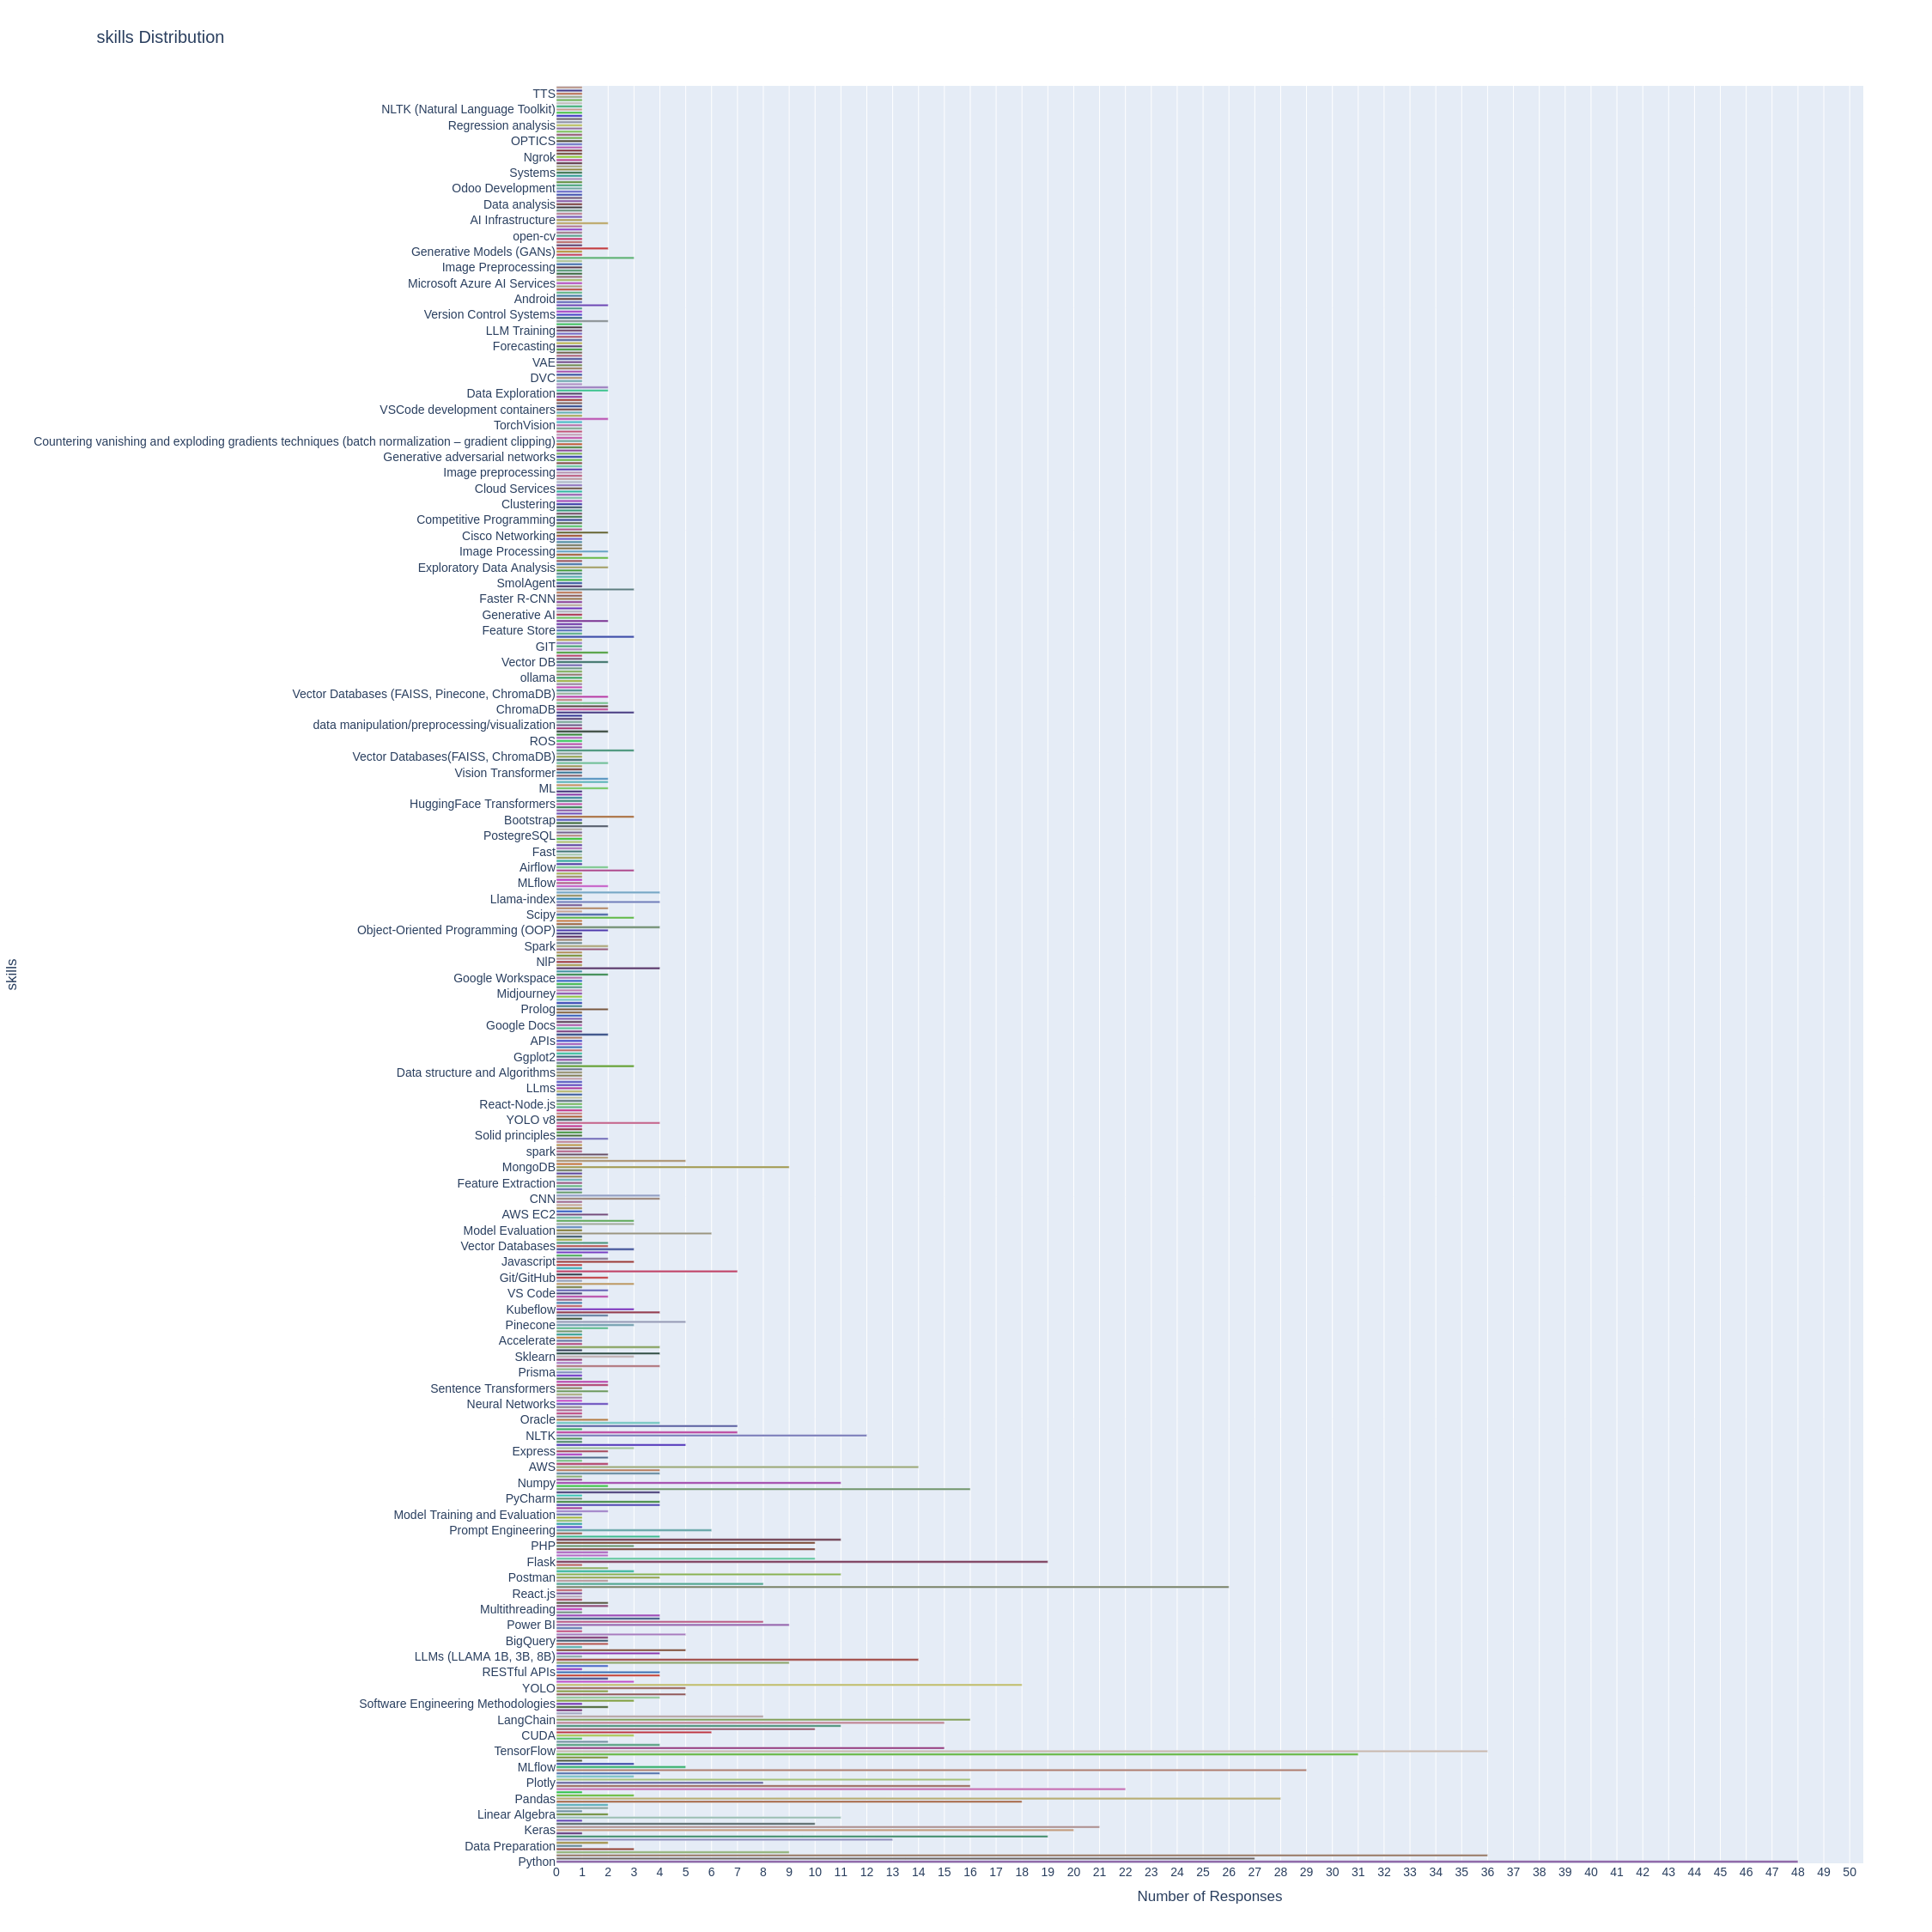 skills Distribution
TTS
NLTK (Natural Language Toolkit)
Regression analysis
OPTICS
Ngrok
Systems
Odoo Development
Data analysis
AI Infrastructure
open-cv
Generative Models (GANs)
Image Preprocessing
Microsoft Azure AI Services
Android
Version Control Systems
LLM Training
Forecasting
VAE
DVC
Data Exploration
VSCode development containers
TorchVision
Countering vanishing and exploding gradients techniques (batch normalization – gradient clipping)
Generative adversarial networks
Image preprocessing
Cloud Services
Clustering
Competitive Programming
Cisco Networking
Image Processing
Exploratory Data Analysis
SmolAgent
Faster R-CNN
Generative AI
Feature Store
GIT
Vector DB
ollama
Vector Databases (FAISS, Pinecone, ChromaDB)
ChromaDB
data manipulation/preprocessing/visualization
ROS
Vector Databases(FAISS, ChromaDB)
Vision Transformer
ML
HuggingFace Transformers
Bootstrap
PostegreSQL
Fast
Airflow
MLflow
Llama-index
Scipy
Object-Oriented Programming (OOP)
Spark
NlP
skills
Google Workspace
Midjourney
Prolog
Google Docs
APIs
Ggplot2
Data structure and Algorithms
LLms
React-Node.js
YOLO v8
Solid principles
spark
MongoDB
Feature Extraction
CNN
AWS EC2
Model Evaluation
Vector Databases
Javascript
Git/GitHub
VS Code
Kubeflow
Pinecone
Accelerate
Sklearn
Prisma
Sentence Transformers
Neural Networks
Oracle
NLTK
Express
AWS
Numpy
PyCharm
Model Training and Evaluation
Prompt Engineering
PHP
Flask
Postman
React.js
Multithreading
Power BI
BigQuery
LLMs (LLAMA 1B, 3B, 8B)
RESTful APIs
YOLO
Software Engineering Methodologies
LangChain
CUDA
TensorFlow
MLflow
Plotly
Pandas
Linear Algebra
Keras
Data Preparation
Python
0 1 2 3 4 5 6 7 8 9 10 11 12 13 14 15 16 17 18 19 20 21 22 23 24 25 26 27 28 29 30 31 32 33 34 35 36 37 38 39 40 41 42 43 44 45 46 47 48 49 50
Number of Responses